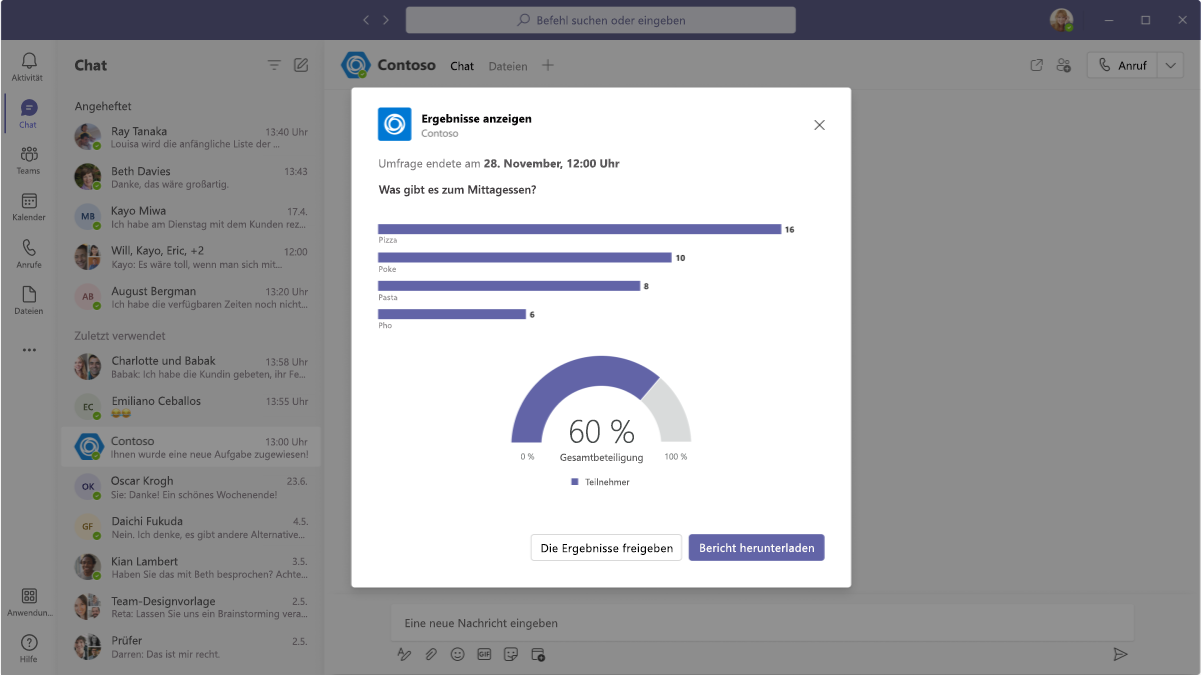 Befehl suchen oder eingeben
Aktivität
Chat
Teams
Kalender
Anrufe
Dateien
Anwendun...
Hilfe
Chat
Angeheftet
Ray Tanaka 13:40 Uhr
Louisa wird die anfängliche Liste der ...
Beth Davies 13:43
Danke, das wäre großartig.
MB
Kayo Miwa 17.4.
Ich habe am Dienstag mit dem Kunden rez...
Will, Kayo, Eric, +2 12:00
Kayo: Es wäre toll, wenn man sich mit...
AB
August Bergman 13:20 Uhr
Ich habe die verfügbaren Zeiten noch nicht...
Zuletzt verwendet
Charlotte und Babak 13:58 Uhr
Babak: Ich habe die Kundin gebeten, ihr Fe...
EC
Emiliano Ceballos 13:55 Uhr
Contoso 13:00 Uhr
Ihnen wurde eine neue Aufgabe zugewiesen!
OK
Oscar Krogh 23.6.
Sie: Danke! Ein schönes Wochenende!
GF
Daichi Fukuda 4.5.
Nein. Ich denke, es gibt andere Alternative...
Kian Lambert 3.5.
Haben Sie das mit Beth besprochen? Achte...
Team-Designvorlage 2.5.
Reta: Lassen Sie uns ein Brainstorming vera...
Prüfer 2.5.
Darren: Das ist mir recht.
Contoso Chat Dateien
Anruf
Ergebnisse anzeigen
Contoso
Umfrage endete am 28. November, 12:00 Uhr
Was gibt es zum Mittagessen?
16
Pizza
10
Poke
8
Pasta
6
Pho
60 %
0 % Gesamtbeteiligung 100 %
Teilnehmer
Die Ergebnisse freigeben Bericht herunterladen
Eine neue Nachricht eingeben
GIF